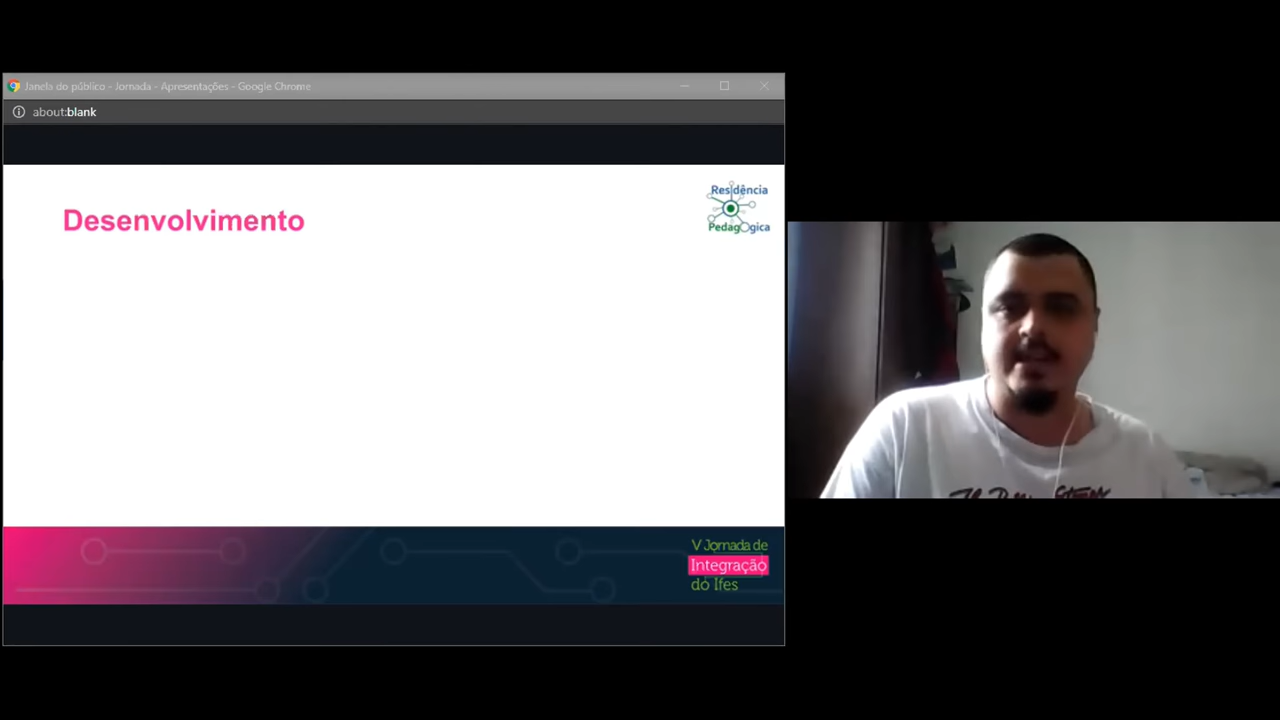 Janela do público - Jornada - Apresentações - Google Chrome
about:blank
Desenvolvimento
Residência
Pedagógica
V Jornada de
Integração
do Ifes